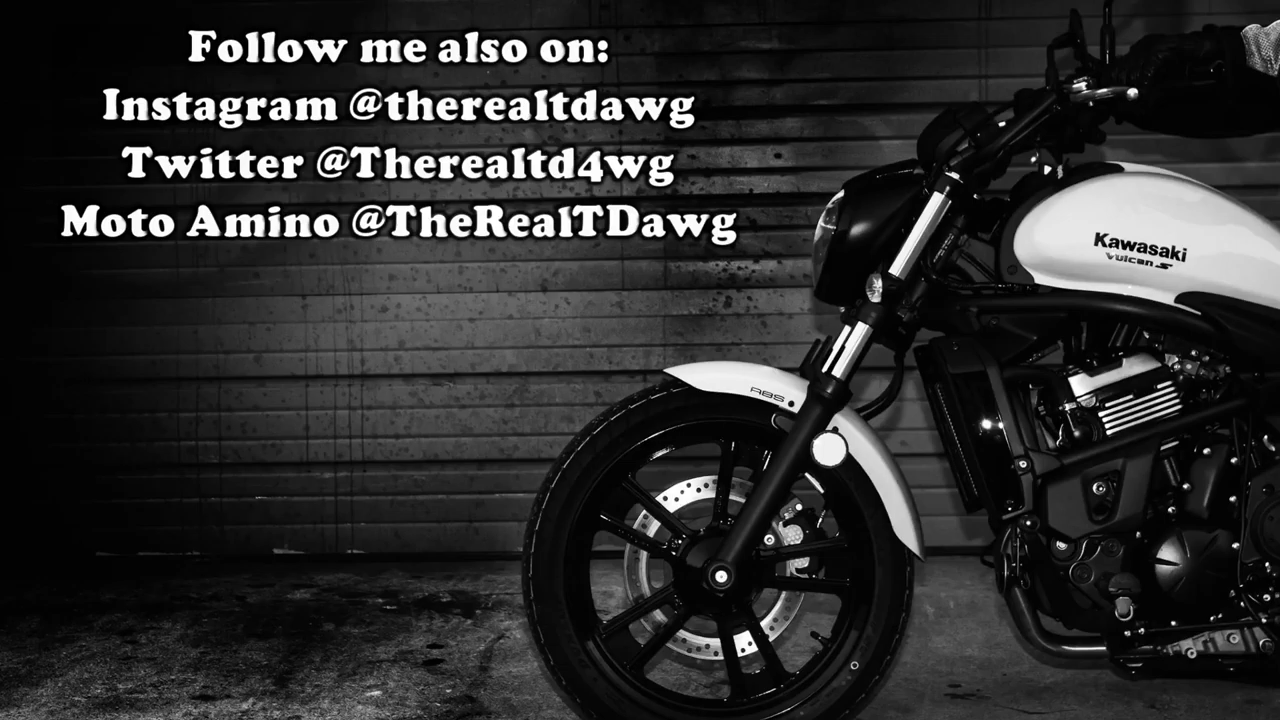 Follow me also on:
Instagram @therealtdawg
Twitter @Therealtd4wg
Moto Amino @TheRealTDawg
Kawasaki
Vulcan S
ABS